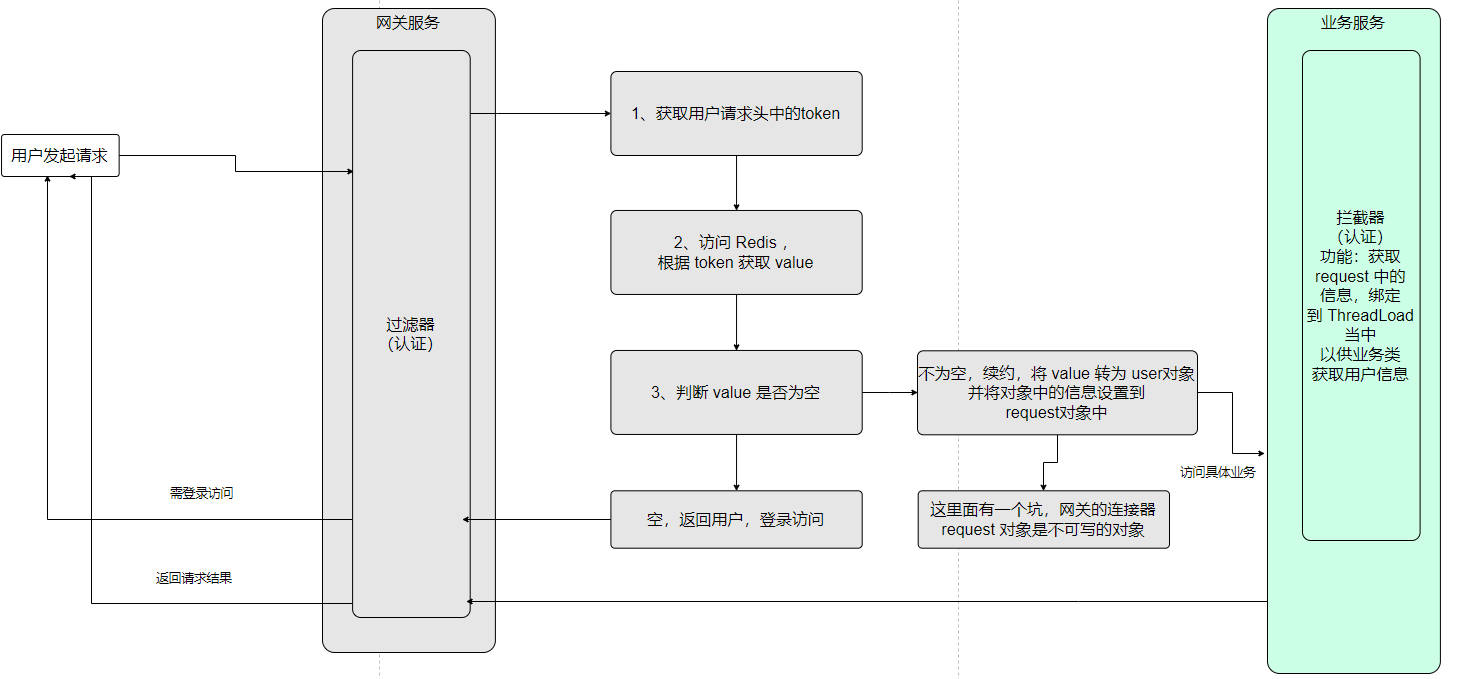 网关服务
业务服务
用户发起请求
过滤器
(认证)
1、获取用户请求头中的token
2、访问 Redis ，
根据 token 获取 value
3、判断 value 是否为空
不为空，续约，将 value 转为 user对象
并将对象中的信息设置到
request对象中
空，返回用户，登录访问
这里面有一个坑，网关的连接器
request 对象是不可写的对象
访问具体业务
拦截器
(认证)
功能：获取
request 中的
信息，绑定
到 ThreadLoad
当中
以供业务类
获取用户信息
需登录访问
返回请求结果